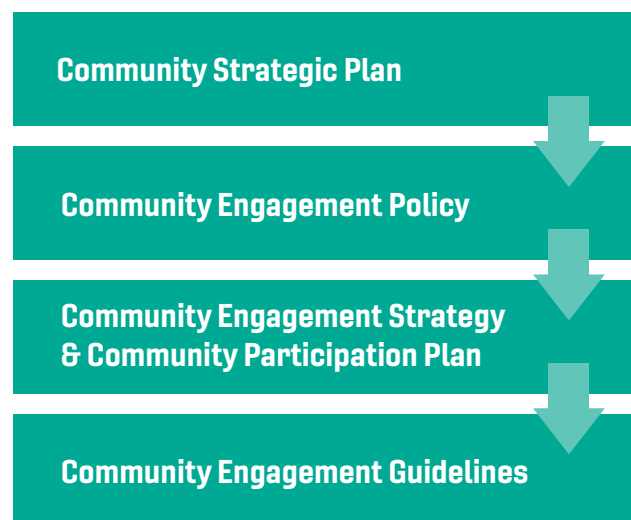 Community Strategic Plan
Community Engagement Policy
Community Engagement Strategy
& Community Participation Plan
Community Engagement Guidelines